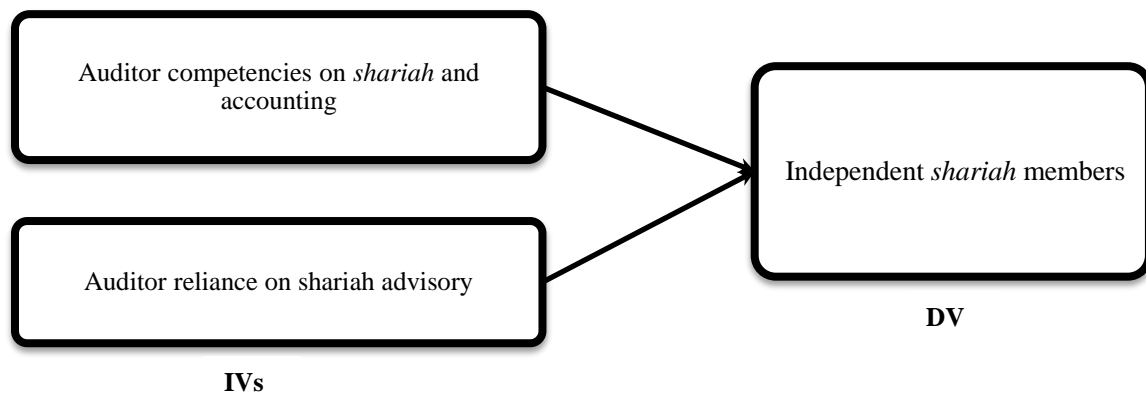 Auditor competencies on shariah and
accounting
Independent shariah members
Auditor reliance on shariah advisory
DV
IVs